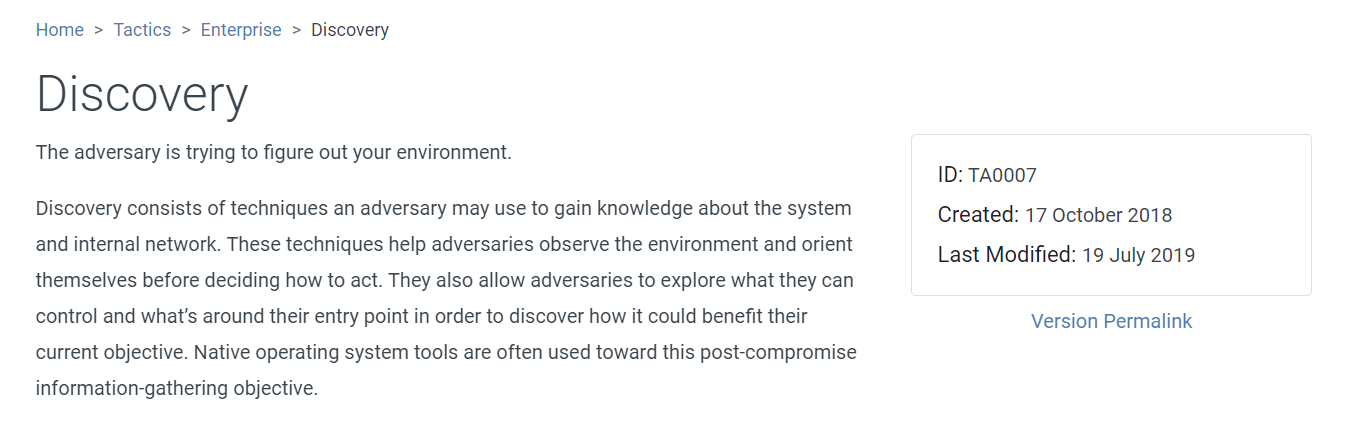 Home > Tactics > Enterprise > Discovery
Discovery
The adversary is trying to figure out your environment.
Discovery consists of techniques an adversary may use to gain knowledge about the system
and internal network. These techniques help adversaries observe the environment and orient
themselves before deciding how to act. They also allow adversaries to explore what they can
control and what’s around their entry point in order to discover how it could benefit their
current objective. Native operating system tools are often used toward this post-compromise
information-gathering objective.
ID: TA0007
Created: 17 October 2018
Last Modified: 19 July 2019
Version Permalink